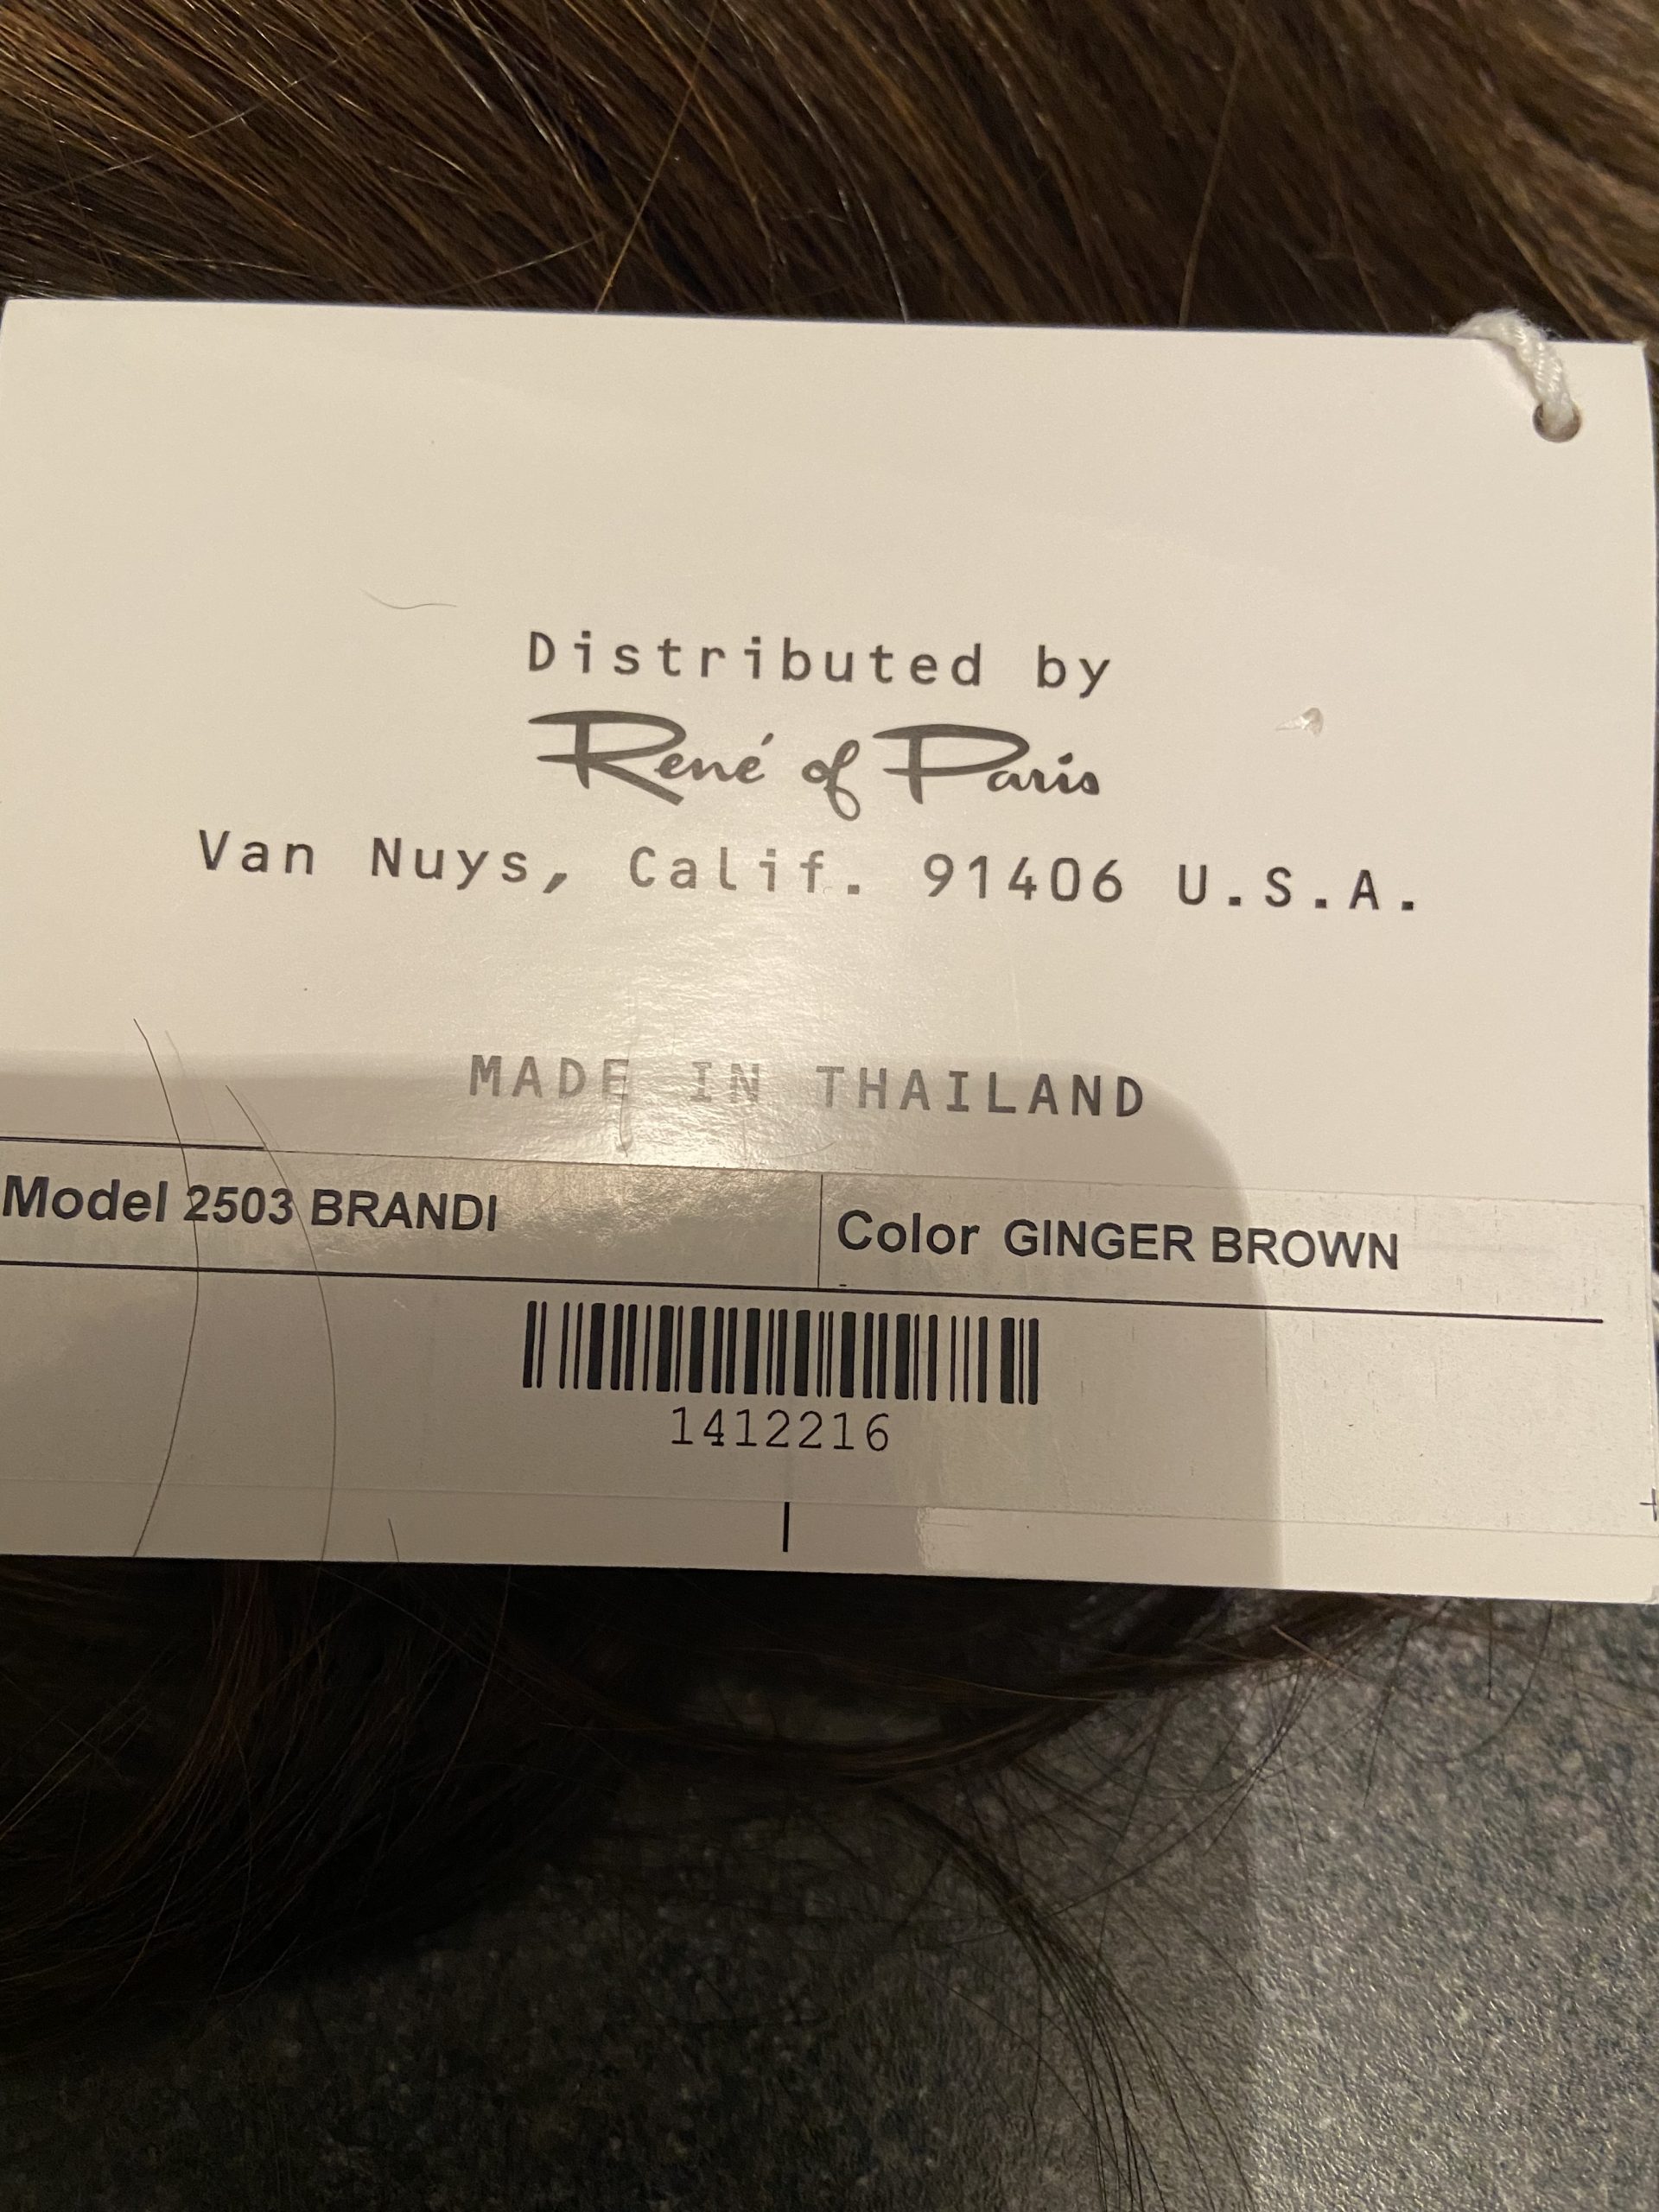 Distributed by
René of Paris
Van Nuys, Calif. 91406 U.S.A.
MADE IN THAILAND
Model 2503 BRANDI
Color GINGER BROWN
1412216